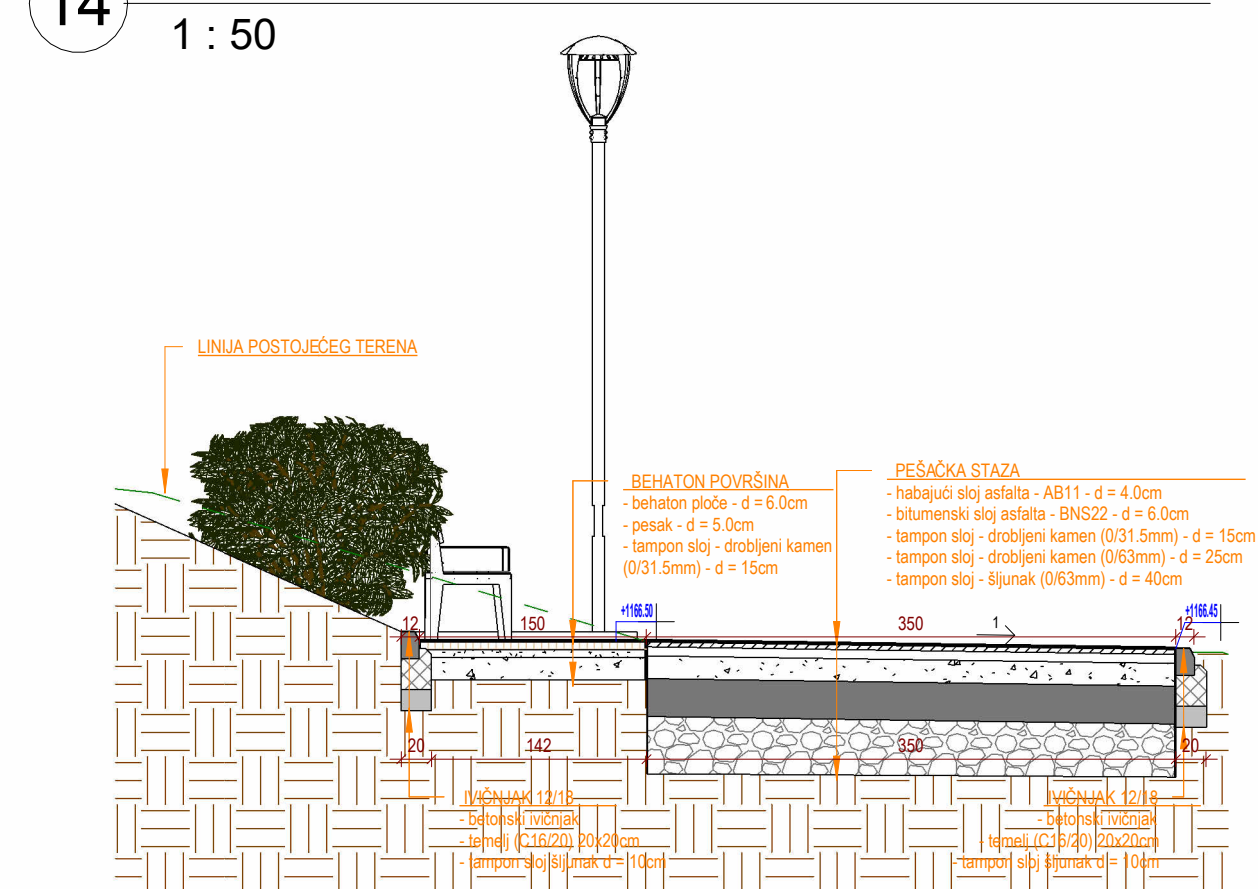 14
1 : 50
LINIJA POSTOJEĆEG TERENA
BEHATON POVRŠINA
- behaton ploče - d = 6.0cm
- pesak - d = 5.0cm
- tampon sloj - drobljeni kamen
(0/31.5mm) - d = 15cm
PEŠAČKA STAZA
- habajući sloj asfalta - AB11 - d = 4.0cm
- bitumenski sloj asfalta - BNS22 - d = 6.0cm
- tampon sloj - drobljeni kamen (0/31.5mm) - d = 15cm
- tampon sloj - drobljeni kamen (0/63mm) - d = 25cm
- tampon sloj - šljunak (0/63mm) - d = 40cm
+1166.50
+1166.45
12
150
350
1
12
20
142
350
20
IVIČNJAK 12/18
- betonski ivičnjak
- temelj (C16/20) 20x20cm
- tampon sloj šljunak d = 10cm
IVIČNJAK 12/18
- betonski ivičnjak
- temelj (C16/20) 20x20cm
- tampon sloj šljunak d = 10cm